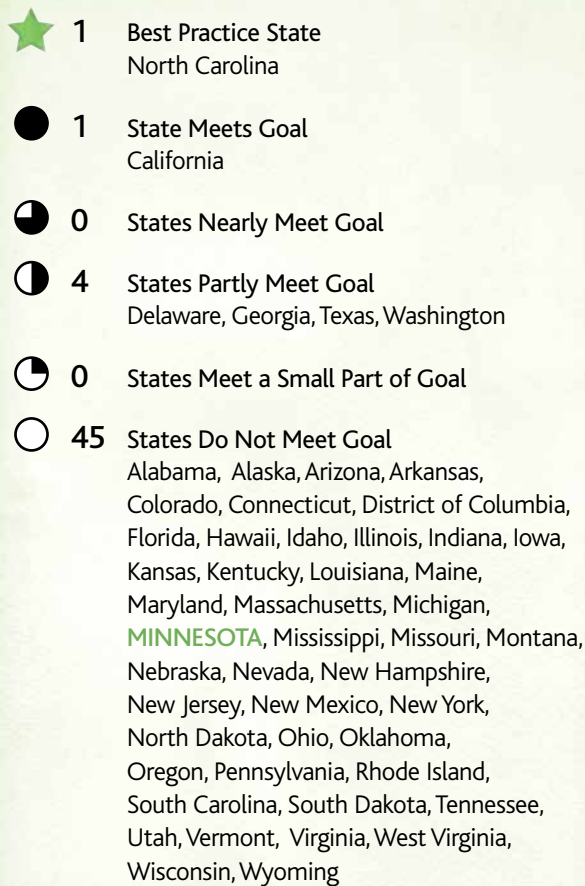 1 Best Practice State
North Carolina
1 State Meets Goal
California
0 States Nearly Meet Goal
4 States Partly Meet Goal
Delaware, Georgia, Texas, Washington
0 States Meet a Small Part of Goal
45 States Do Not Meet Goal
Alabama, Alaska, Arizona, Arkansas,
Colorado, Connecticut, District of Columbia,
Florida, Hawaii, Idaho, Illinois, Indiana, Iowa,
Kansas, Kentucky, Louisiana, Maine,
Maryland, Massachusetts, Michigan,
MINNESOTA, Mississippi, Missouri, Montana,
Nebraska, Nevada, New Hampshire,
New Jersey, New Mexico, New York,
North Dakota, Ohio, Oklahoma,
Oregon, Pennsylvania, Rhode Island,
South Carolina, South Dakota, Tennessee,
Utah, Vermont, Virginia, West Virginia,
Wisconsin, Wyoming